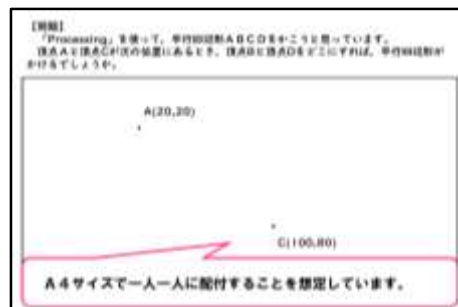 【問題】
「Processing」を使って、平行四辺形ABCDをかこうと思っています。
頂点Aと頂点Cが次の位置にあるとき、頂点Bと頂点Dをどこにすれば、平行四辺形が
かけるでしょうか。
A(20,20)
C(100,80)
A4サイズで一人一人に配付することを想定しています。